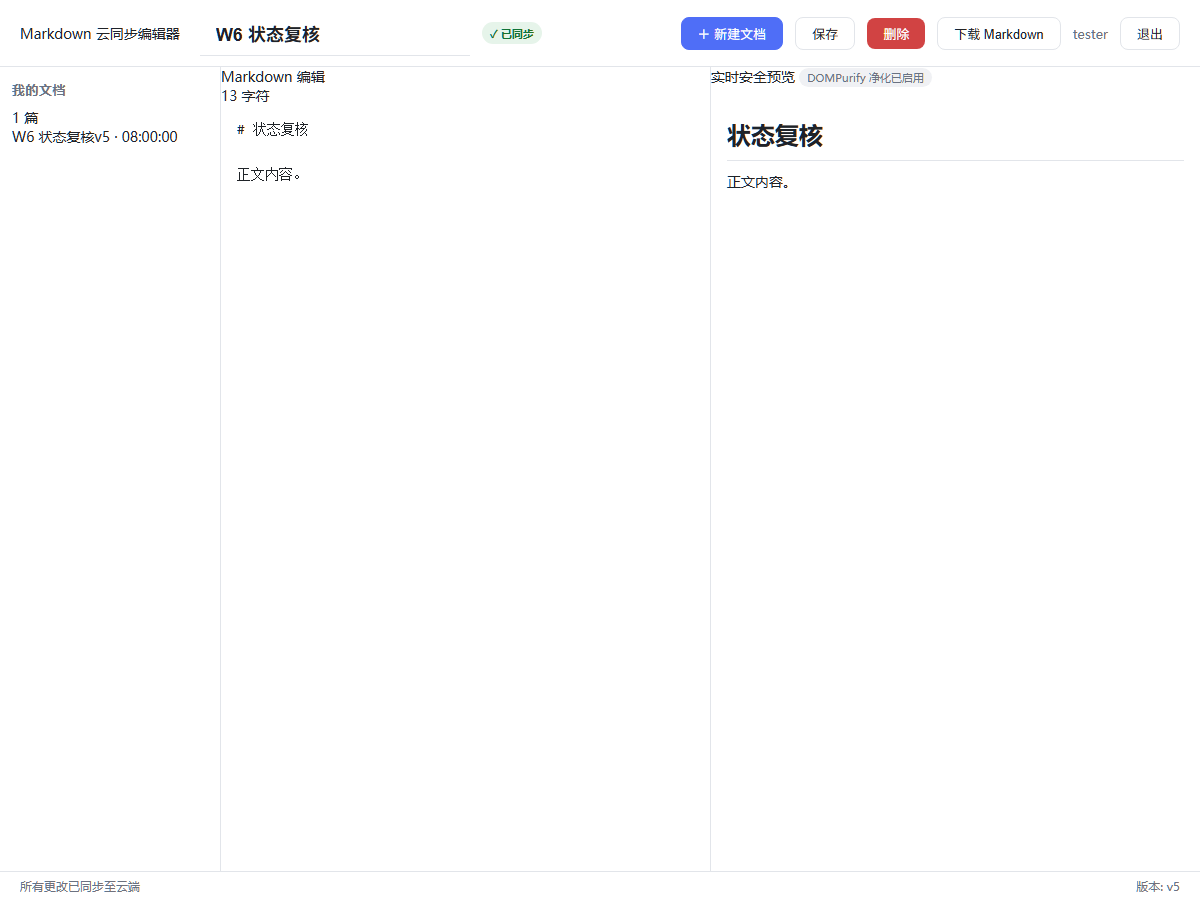 Markdown 云同步编辑器
W6 状态复核
✓ 已同步
＋ 新建文档
保存
删除
下载 Markdown
tester
退出
我的文档
1 篇
W6 状态复核v5 · 08:00:00
Markdown 编辑
13 字符
# 状态复核
正文内容。
实时安全预览 DOMPurify 净化已启用
状态复核
正文内容。
所有更改已同步至云端
版本: v5